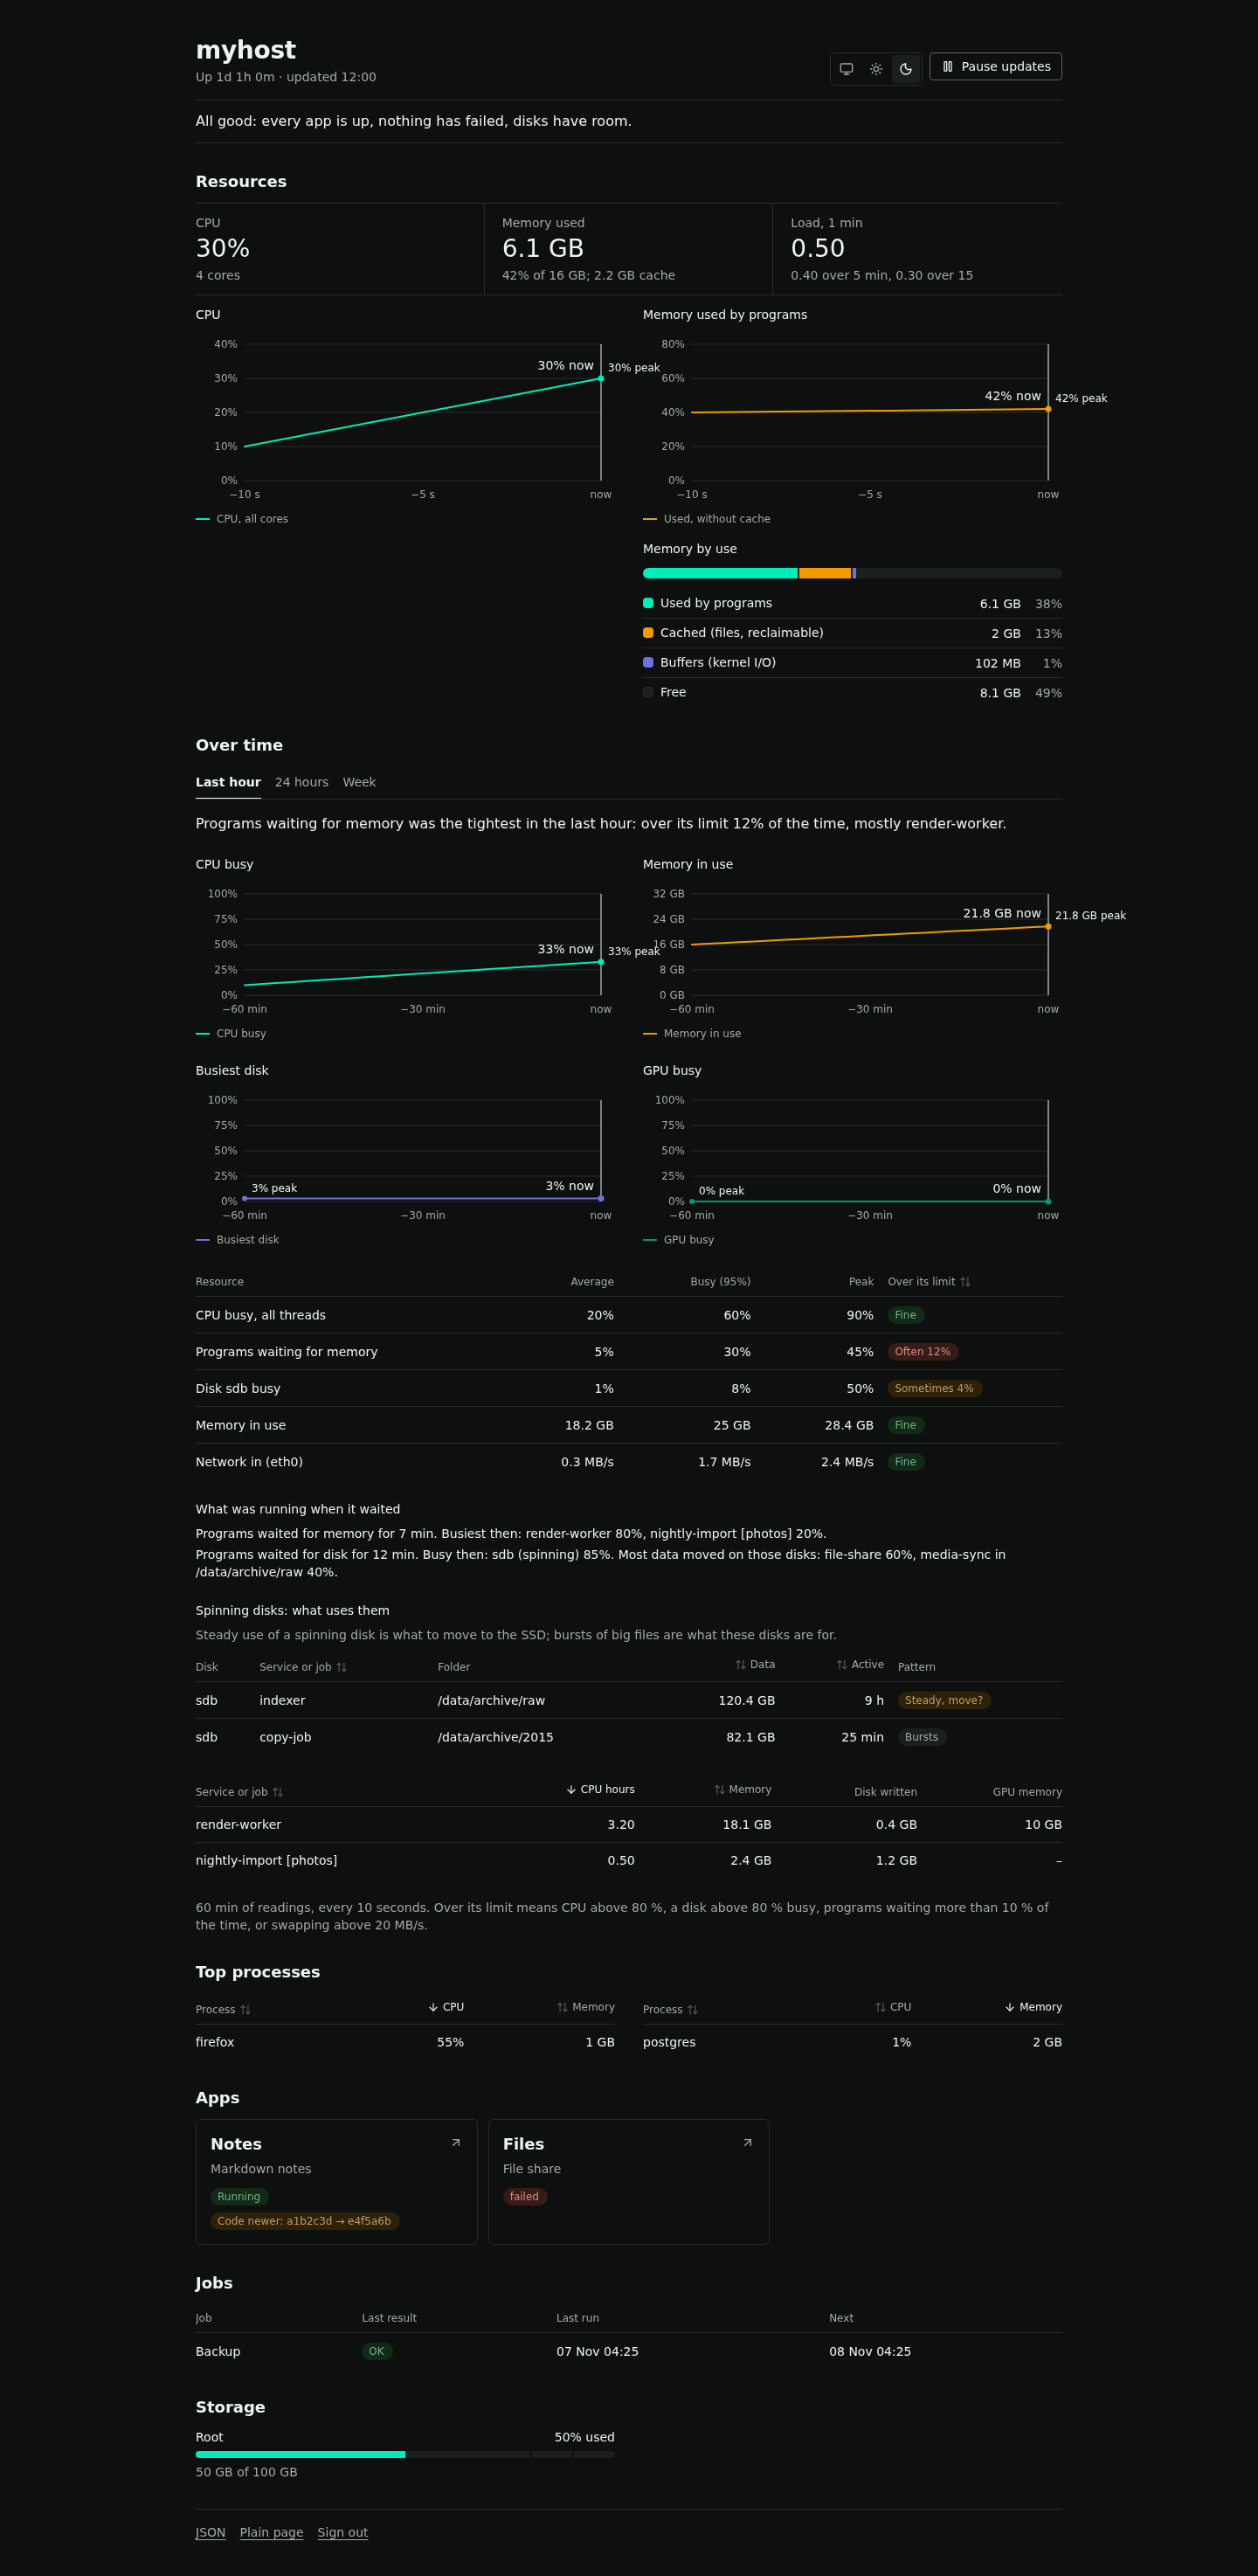 myhost
Up 1d 1h 0m · updated 12:00
Pause updates
All good: every app is up, nothing has failed, disks have room.
Resources
CPU
30%
4 cores
Memory used
6.1 GB
42% of 16 GB; 2.2 GB cache
Load, 1 min
0.50
0.40 over 5 min, 0.30 over 15
CPU
40%
30%
20%
10%
0%
30% now
30% peak
−10 s
−5 s
now
CPU, all cores
Memory used by programs
80%
60%
40%
20%
0%
42% now
42% peak
−10 s
−5 s
now
Used, without cache
Memory by use
Used by programs 6.1 GB 38%
Cached (files, reclaimable) 2 GB 13%
Buffers (kernel I/O) 102 MB 1%
Free 8.1 GB 49%
Over time
Last hour 24 hours Week
Programs waiting for memory was the tightest in the last hour: over its limit 12% of the time, mostly render-worker.
CPU busy
100%
75%
50%
25%
0%
33% now
33% peak
−60 min
−30 min
now
CPU busy
Memory in use
32 GB
24 GB
16 GB
8 GB
0 GB
21.8 GB now
21.8 GB peak
−60 min
−30 min
now
Memory in use
Busiest disk
100%
75%
50%
25%
0%
3% peak
3% now
−60 min
−30 min
now
Busiest disk
GPU busy
100%
75%
50%
25%
0%
0% peak
0% now
−60 min
−30 min
now
GPU busy
Resource Average Busy (95%) Peak Over its limit
CPU busy, all threads 20% 60% 90% Fine
Programs waiting for memory 5% 30% 45% Often 12%
Disk sdb busy 1% 8% 50% Sometimes 4%
Memory in use 18.2 GB 25 GB 28.4 GB Fine
Network in (eth0) 0.3 MB/s 1.7 MB/s 2.4 MB/s Fine
What was running when it waited
Programs waited for memory for 7 min. Busiest then: render-worker 80%, nightly-import [photos] 20%.
Programs waited for disk for 12 min. Busy then: sdb (spinning) 85%. Most data moved on those disks: file-share 60%, media-sync in
/data/archive/raw 40%.
Spinning disks: what uses them
Steady use of a spinning disk is what to move to the SSD; bursts of big files are what these disks are for.
Disk Service or job Folder Data Active Pattern
sdb indexer /data/archive/raw 120.4 GB 9 h Steady, move?
sdb copy-job /data/archive/2015 82.1 GB 25 min Bursts
Service or job CPU hours Memory Disk written GPU memory
render-worker 3.20 18.1 GB 0.4 GB 10 GB
nightly-import [photos] 0.50 2.4 GB 1.2 GB –
60 min of readings, every 10 seconds. Over its limit means CPU above 80 %, a disk above 80 % busy, programs waiting more than 10 % of
the time, or swapping above 20 MB/s.
Top processes
Process CPU Memory
firefox 55% 1 GB
Process CPU Memory
postgres 1% 2 GB
Apps
Notes
Markdown notes
Running
Code newer: a1b2c3d → e4f5a6b
Files
File share
failed
Jobs
Job Last result Last run Next
Backup OK 07 Nov 04:25 08 Nov 04:25
Storage
Root 50% used
50 GB of 100 GB
JSON Plain page Sign out